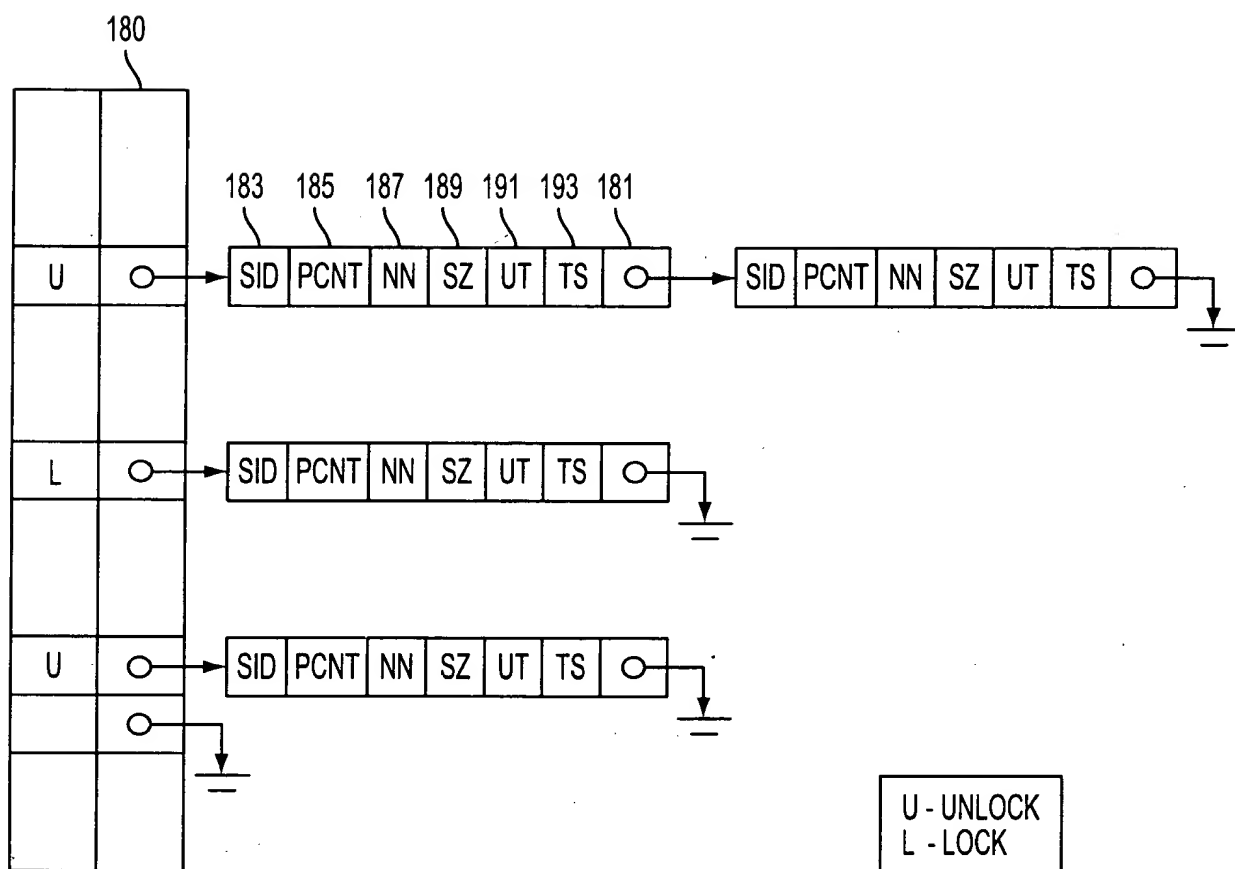 180
183 185 187 189 191 193 181
U SID PCNT NN SZ UT TS SID PCNT NN SZ UT TS
L SID PCNT NN SZ UT TS
U SID PCNT NN SZ UT TS
U - UNLOCK
L - LOCK